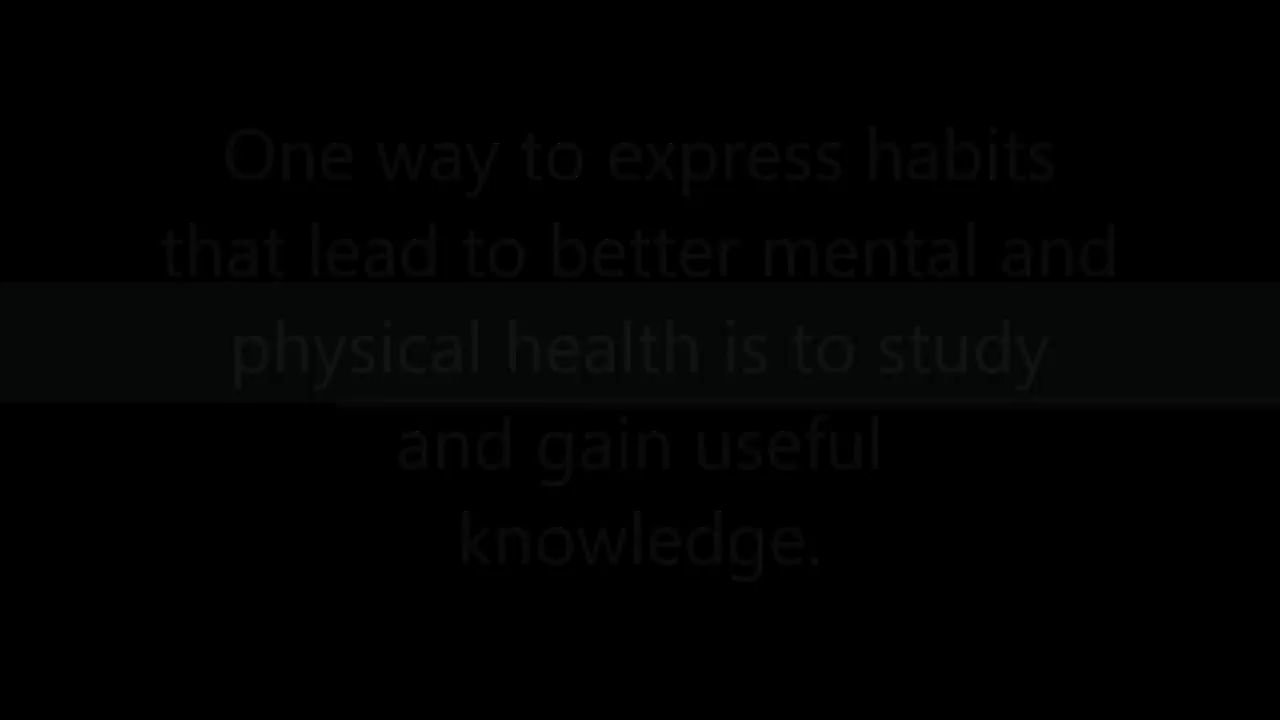 One way to express habits
that lead to better mental and
physical health is to study
and gain useful
knowledge.